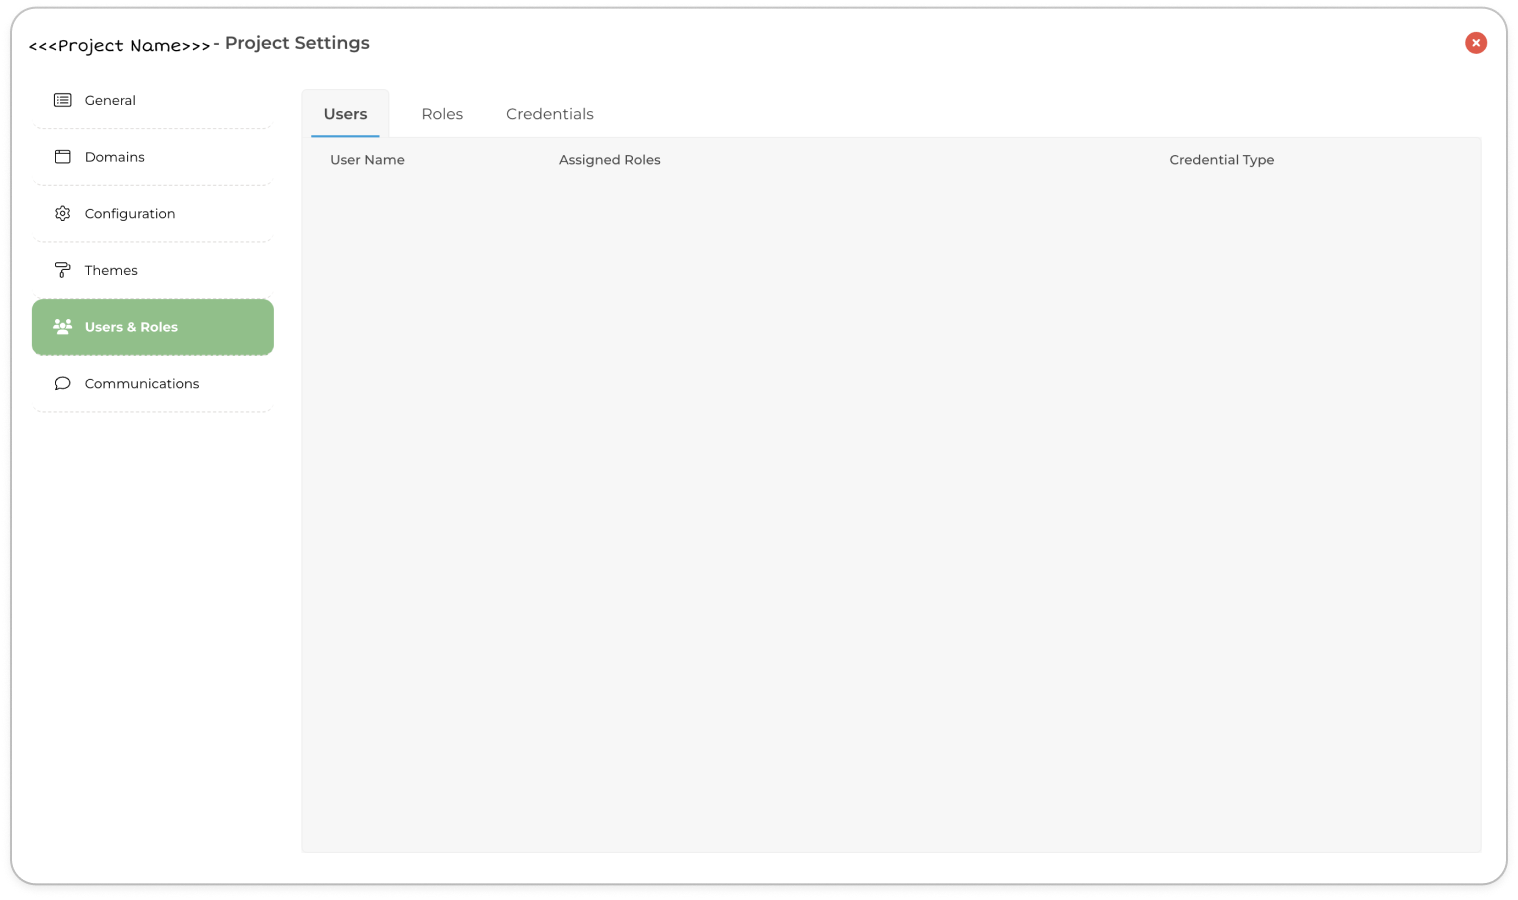 <<<Project Name>>> - Project Settings
General
Domains
Configuration
Themes
Users & Roles
Communications
Users Roles Credentials
User Name Assigned Roles Credential Type